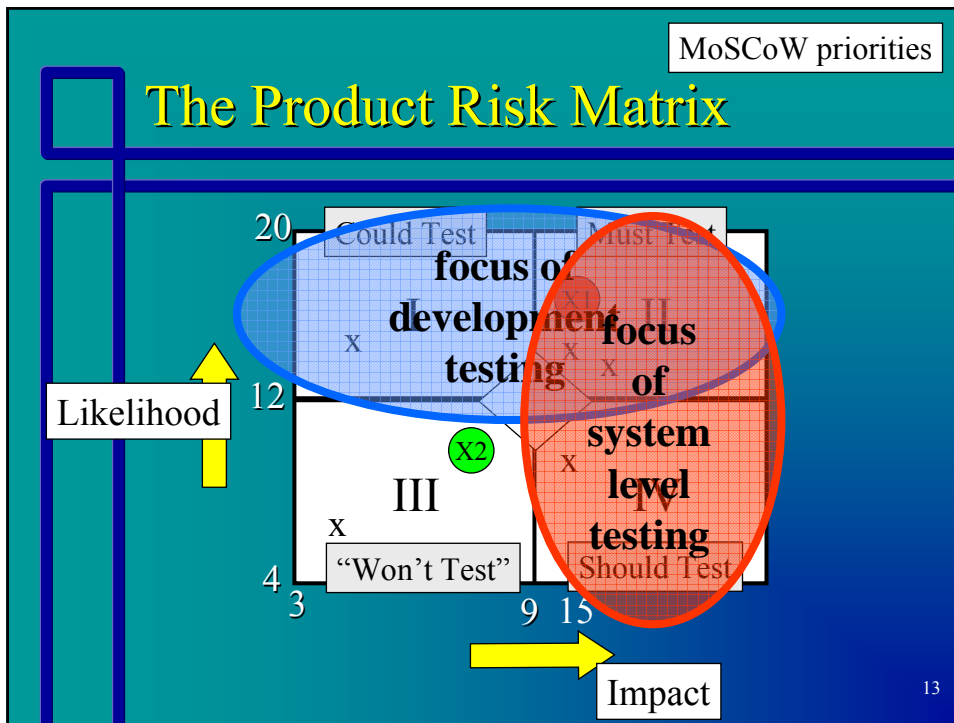 MoSCoW priorities
The Product Risk Matrix
20
Could Test
Must Test
focus of
development
testing
I
X1
II
x
x
x
focus
of
system
level
testing
12
Likelihood
X2
x
III
IV
x
“Won’t Test”
Should Test
4
3
9
15
Impact
13